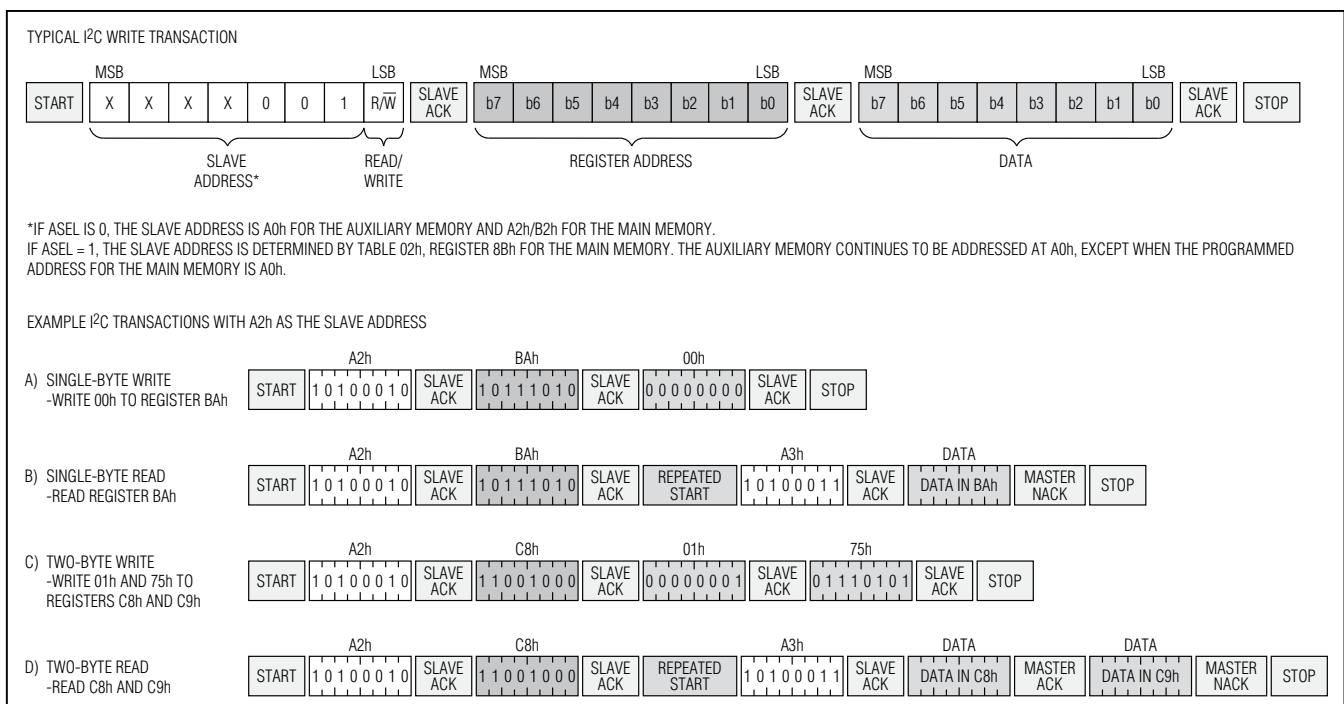 TYPICAL I2C WRITE TRANSACTION
MSB LSB MSB LSB MSB LSB
START X X X X 0 0 1 R/W̅ SLAVE ACK b7 b6 b5 b4 b3 b2 b1 b0 SLAVE ACK b7 b6 b5 b4 b3 b2 b1 b0 SLAVE ACK STOP
SLAVE ADDRESS* READ/WRITE REGISTER ADDRESS DATA
*IF ASEL IS 0, THE SLAVE ADDRESS IS A0h FOR THE AUXILIARY MEMORY AND A2h/B2h FOR THE MAIN MEMORY.
IF ASEL = 1, THE SLAVE ADDRESS IS DETERMINED BY TABLE 02h, REGISTER 8Bh FOR THE MAIN MEMORY. THE AUXILIARY MEMORY CONTINUES TO BE ADDRESSED AT A0h, EXCEPT WHEN THE PROGRAMMED
ADDRESS FOR THE MAIN MEMORY IS A0h.
EXAMPLE I2C TRANSACTIONS WITH A2h AS THE SLAVE ADDRESS
A2h BAh 00h
A) SINGLE-BYTE WRITE
-WRITE 00h TO REGISTER BAh
START 1 0 1 0 0 0 1 0 SLAVE ACK 1 0 1 1 1 0 1 0 SLAVE ACK 0 0 0 0 0 0 0 0 SLAVE ACK STOP
A2h BAh A3h DATA
B) SINGLE-BYTE READ
-READ REGISTER BAh
START 1 0 1 0 0 0 1 0 SLAVE ACK 1 0 1 1 1 0 1 0 SLAVE ACK REPEATED START 1 0 1 0 0 0 1 1 SLAVE ACK DATA IN BAh MASTER NACK STOP
A2h C8h 01h 75h
C) TWO-BYTE WRITE
-WRITE 01h AND 75h TO
REGISTERS C8h AND C9h
START 1 0 1 0 0 0 1 0 SLAVE ACK 1 1 0 0 1 0 0 0 SLAVE ACK 0 0 0 0 0 0 0 1 SLAVE ACK 0 1 1 1 0 1 0 1 SLAVE ACK STOP
A2h C8h A3h DATA DATA
D) TWO-BYTE READ
-READ C8h AND C9h
START 1 0 1 0 0 0 1 0 SLAVE ACK 1 1 0 0 1 0 0 0 SLAVE ACK REPEATED START 1 0 1 0 0 0 1 1 SLAVE ACK DATA IN C8h MASTER ACK DATA IN C9h MASTER NACK STOP